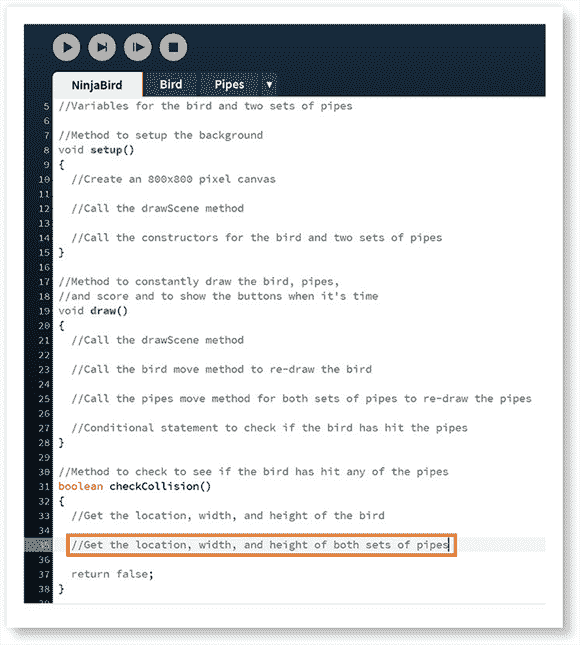 NinjaBird Bird Pipes ▼
5 //Variables for the bird and two sets of pipes
6
7 //Method to setup the background
8 void setup()
9 {
10 //Create an 800x800 pixel canvas
11
12 //Call the drawScene method
13
14 //Call the constructors for the bird and two sets of pipes
15 }
16
17 //Method to constantly draw the bird, pipes,
18 //and score and to show the buttons when it's time
19 void draw()
20 {
21 //Call the drawScene method
22
23 //Call the bird move method to re-draw the bird
24
25 //Call the pipes move method for both sets of pipes to re-draw the pipes
26
27 //Conditional statement to check if the bird has hit the pipes
28 }
29
30 //Method to check to see if the bird has hit any of the pipes
31 boolean checkCollision()
32 {
33 //Get the location, width, and height of the bird
34
//Get the location, width, and height of both sets of pipes
36
37 return false;
38 }